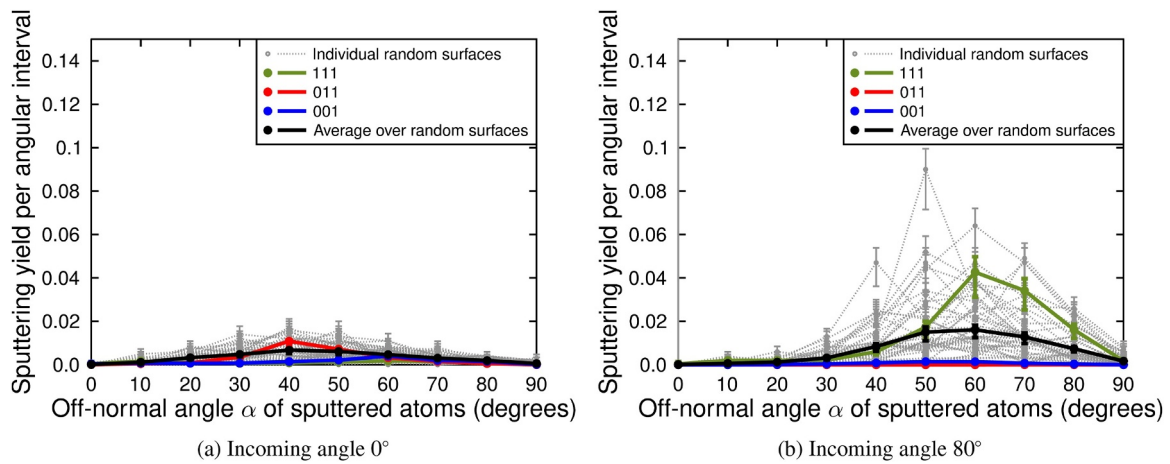 Sputtering yield per angular interval
0.14
0.12
0.1
0.08
0.06
0.04
0.02
0.0
Individual random surfaces
111
011
001
Average over random surfaces
0 10 20 30 40 50 60 70 80 90
Off-normal angle α of sputtered atoms (degrees)
(a) Incoming angle 0°
Sputtering yield per angular interval
0.14
0.12
0.1
0.08
0.06
0.04
0.02
0.0
Individual random surfaces
111
011
001
Average over random surfaces
0 10 20 30 40 50 60 70 80 90
Off-normal angle α of sputtered atoms (degrees)
(b) Incoming angle 80°